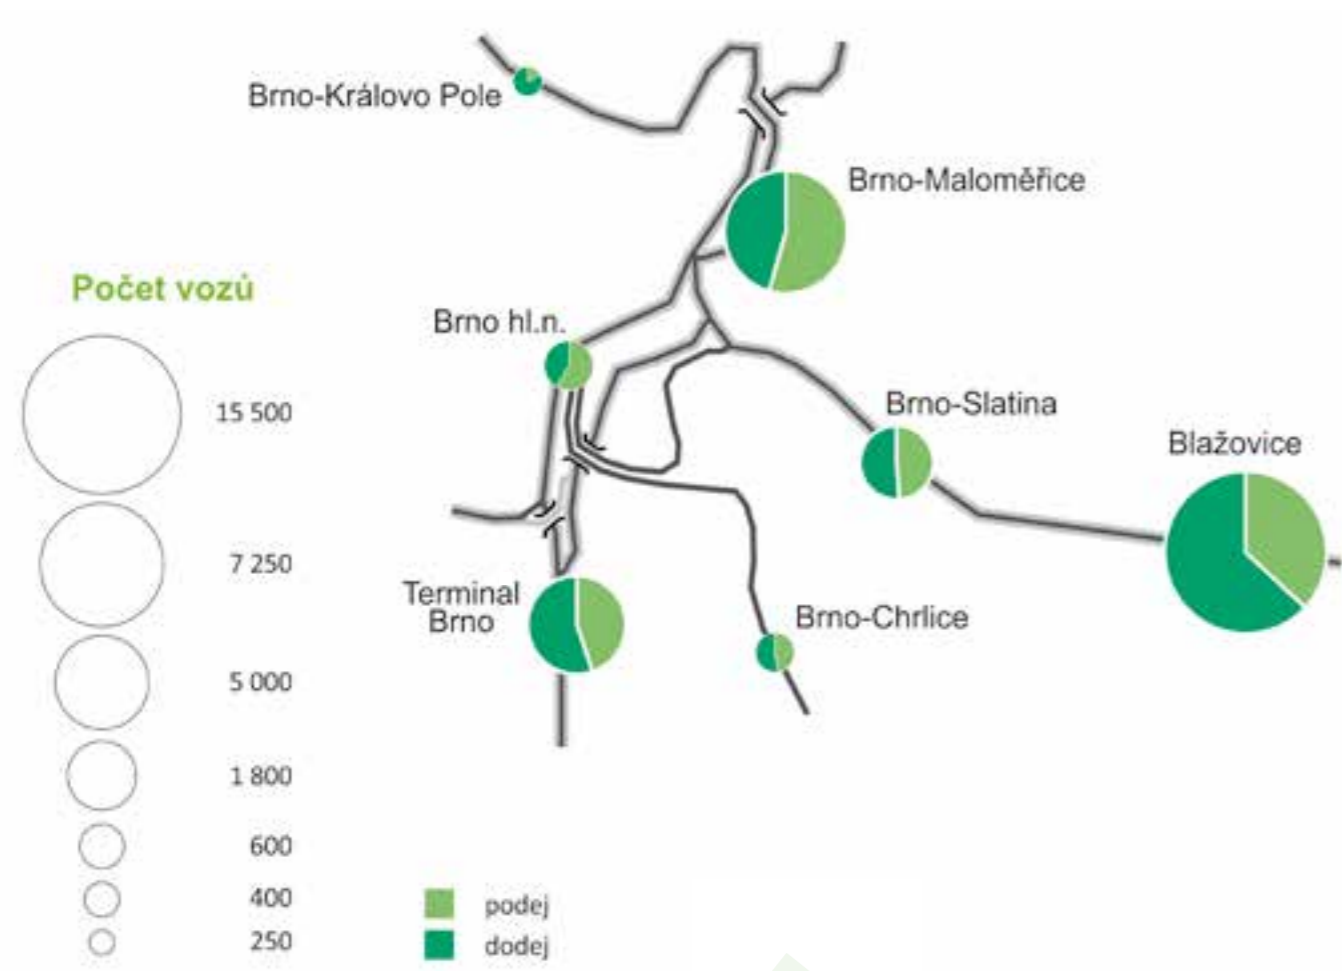 Brno-Královo Pole
Brno-Maloměřice
Počet vozů
Brno hl.n.
Brno-Slatina
Blažovice
15 500
7 250
Terminal
Brno
Brno-Chrlice
5 000
1 800
600
400
250
podej
dodej